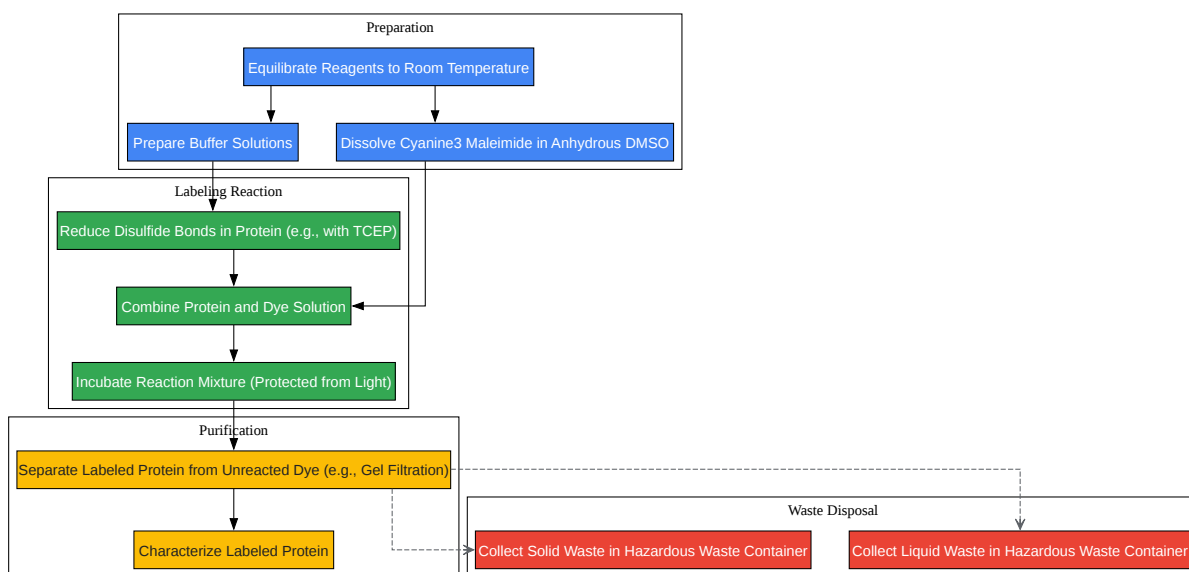 Preparation
Equilibrate Reagents to Room Temperature
Prepare Buffer Solutions
Dissolve Cyanine3 Maleimide in Anhydrous DMSO
Labeling Reaction
Reduce Disulfide Bonds in Protein (e.g., with TCEP)
Combine Protein and Dye Solution
Incubate Reaction Mixture (Protected from Light)
Purification
Separate Labeled Protein from Unreacted Dye (e.g., Gel Filtration)
Characterize Labeled Protein
Waste Disposal
Collect Solid Waste in Hazardous Waste Container
Collect Liquid Waste in Hazardous Waste Container